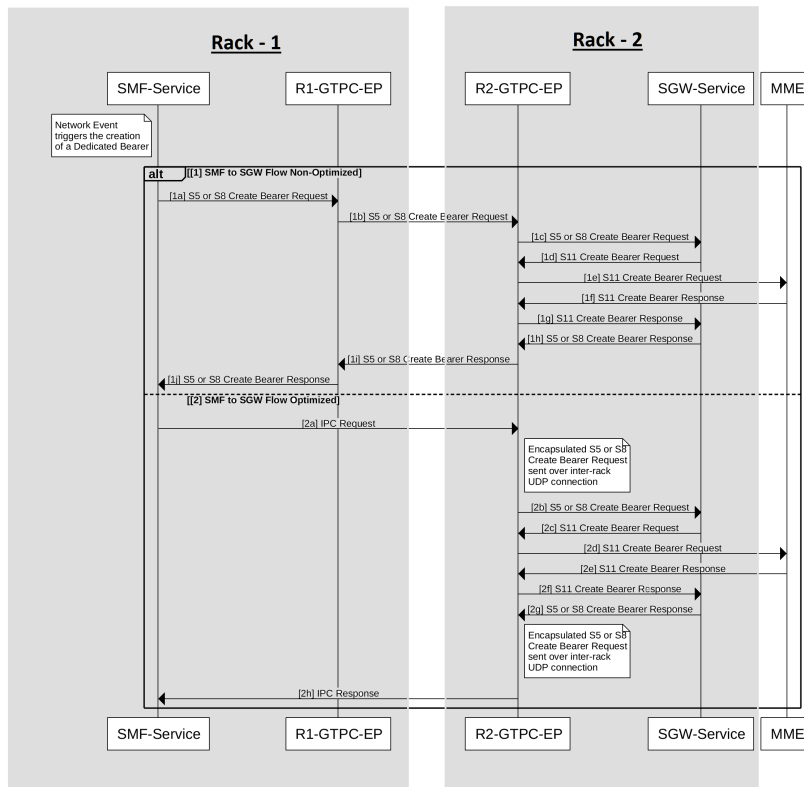 Rack - 1
Rack - 2
SMF-Service
R1-GTPC-EP
R2-GTPC-EP
SGW-Service
MME
Network Event
triggers the creation
of a Dedicated Bearer
alt
[[1] SMF to SGW Flow Non-Optimized]
[1a] S5 or S8 Create Bearer Request
[1b] S5 or S8 Create Bearer Request
[1c] S5 or S8 Create Bearer Request
[1d] S11 Create Bearer Request
[1e] S11 Create Bearer Request
[1f] S11 Create Bearer Response
[1g] S11 Create Bearer Response
[1h] S5 or S8 Create Bearer Response
[1i] S5 or S8 Create Bearer Response
[1j] S5 or S8 Create Bearer Response
[[2] SMF to SGW Flow Optimized]
[2a] IPC Request
Encapsulated S5 or S8
Create Bearer Request
sent over inter-rack
UDP connection
[2b] S5 or S8 Create Bearer Request
[2c] S11 Create Bearer Request
[2d] S11 Create Bearer Request
[2e] S11 Create Bearer Response
[2f] S11 Create Bearer Response
[2g] S5 or S8 Create Bearer Response
Encapsulated S5 or S8
Create Bearer Request
sent over inter-rack
UDP connection
[2h] IPC Response
SMF-Service
R1-GTPC-EP
R2-GTPC-EP
SGW-Service
MME